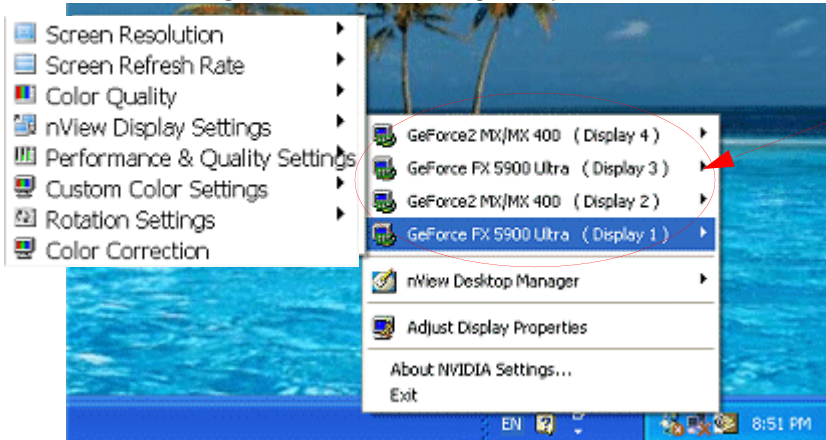 Screen Resolution
Screen Refresh Rate
Color Quality
nView Display Settings
Performance & Quality Settings
Custom Color Settings
Rotation Settings
Color Correction
GeForce2 MX/MX 400 ( Display 4 )
GeForce FX 5900 Ultra ( Display 3 )
GeForce2 MX/MX 400 ( Display 2 )
GeForce FX 5900 Ultra ( Display 1 )
nView Desktop Manager
Adjust Display Properties
About NVIDIA Settings...
Exit
EN
8:51 PM